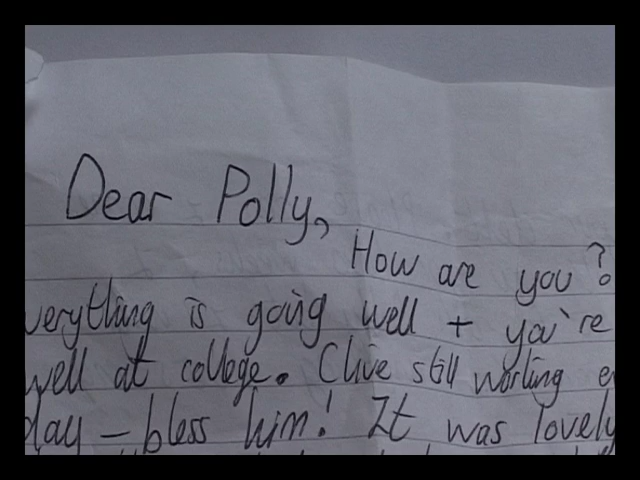 Dear Polly,
How are you?
verything is going well + you're
well at college. Clive still working e
day – bless him! It was lovely